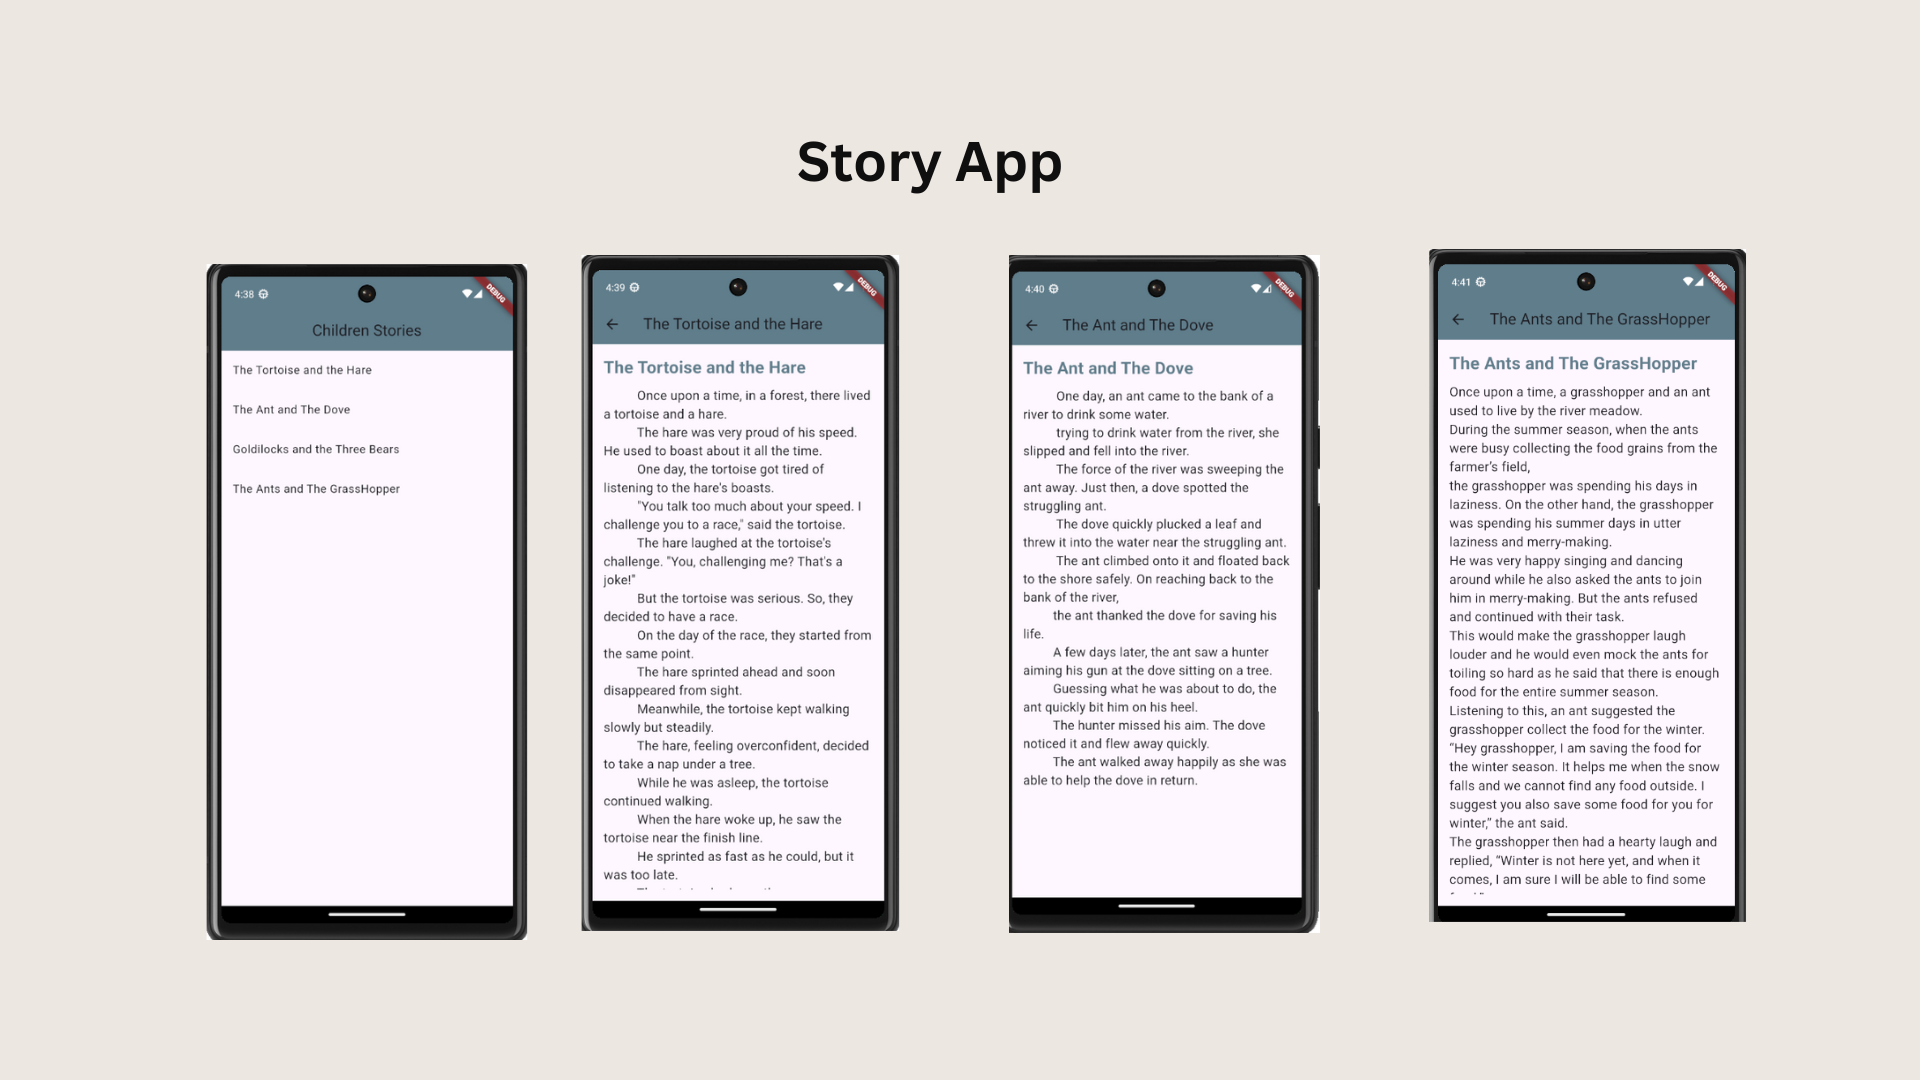 Story App
4:38
DEBUG
Children Stories
The Tortoise and the Hare
The Ant and The Dove
Goldilocks and the Three Bears
The Ants and The GrassHopper
4:39
DEBUG
The Tortoise and the Hare
The Tortoise and the Hare
Once upon a time, in a forest, there lived
a tortoise and a hare.
The hare was very proud of his speed.
He used to boast about it all the time.
One day, the tortoise got tired of
listening to the hare's boasts.
"You talk too much about your speed. I
challenge you to a race," said the tortoise.
The hare laughed at the tortoise's
challenge. "You, challenging me? That's a
joke!"
But the tortoise was serious. So, they
decided to have a race.
On the day of the race, they started from
the same point.
The hare sprinted ahead and soon
disappeared from sight.
Meanwhile, the tortoise kept walking
slowly but steadily.
The hare, feeling overconfident, decided
to take a nap under a tree.
While he was asleep, the tortoise
continued walking.
When the hare woke up, he saw the
tortoise near the finish line.
He sprinted as fast as he could, but it
was too late.
4:40
DEBUG
The Ant and The Dove
The Ant and The Dove
One day, an ant came to the bank of a
river to drink some water.
trying to drink water from the river, she
slipped and fell into the river.
The force of the river was sweeping the
ant away. Just then, a dove spotted the
struggling ant.
The dove quickly plucked a leaf and
threw it into the water near the struggling ant.
The ant climbed onto it and floated back
to the shore safely. On reaching back to the
bank of the river,
the ant thanked the dove for saving his
life.
A few days later, the ant saw a hunter
aiming his gun at the dove sitting on a tree.
Guessing what he was about to do, the
ant quickly bit him on his heel.
The hunter missed his aim. The dove
noticed it and flew away quickly.
The ant walked away happily as she was
able to help the dove in return.
4:41
DEBUG
The Ants and The GrassHopper
The Ants and The GrassHopper
Once upon a time, a grasshopper and an ant
used to live by the river meadow.
During the summer season, when the ants
were busy collecting the food grains from the
farmer’s field,
the grasshopper was spending his days in
laziness. On the other hand, the grasshopper
was spending his summer days in utter
laziness and merry-making.
He was very happy singing and dancing
around while he also asked the ants to join
him in merry-making. But the ants refused
and continued with their task.
This would make the grasshopper laugh
louder and he would even mock the ants for
toiling so hard as he said that there is enough
food for the entire summer season.
Listening to this, an ant suggested the
grasshopper collect the food for the winter.
“Hey grasshopper, I am saving the food for
the winter season. It helps me when the snow
falls and we cannot find any food outside. I
suggest you also save some food for you for
winter,” the ant said.
The grasshopper then had a hearty laugh and
replied, “Winter is not here yet, and when it
comes, I am sure I will be able to find some